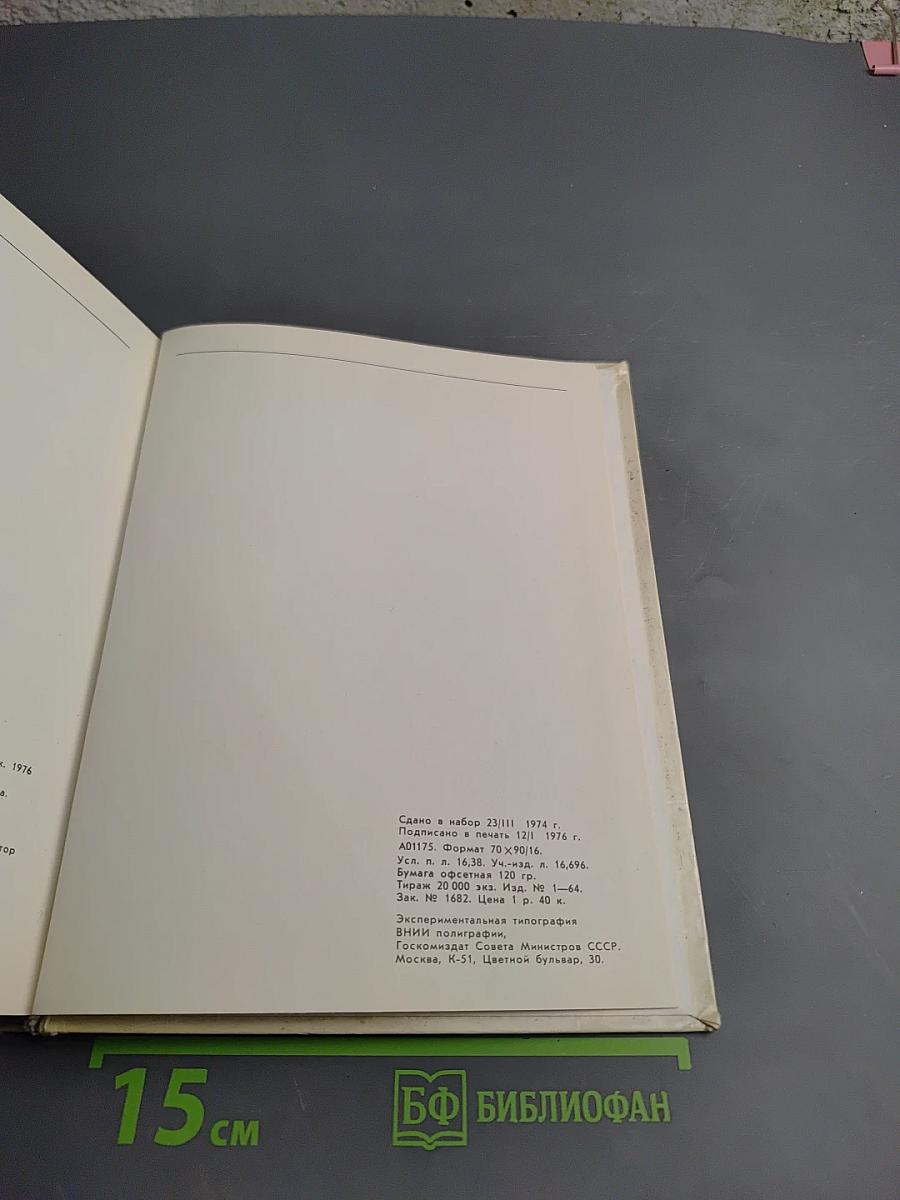 к. 1976
а.
тор
Сдано в набор 23/III 1974 г.
Подписано в печать 12/I 1976 г.
А01175. Формат 70×90/16.
Усл. п. л. 16,38. Уч.-изд. л. 16,696.
Бумага офсетная 120 гр.
Тираж 20 000 экз. Изд. № 1—64.
Зак. № 1682. Цена 1 р. 40 к.
Экспериментальная типография
ВНИИ полиграфии,
Госкомиздат Совета Министров СССР.
Москва, К-51, Цветной бульвар, 30.
15 см
БФ БИБЛИОФАН